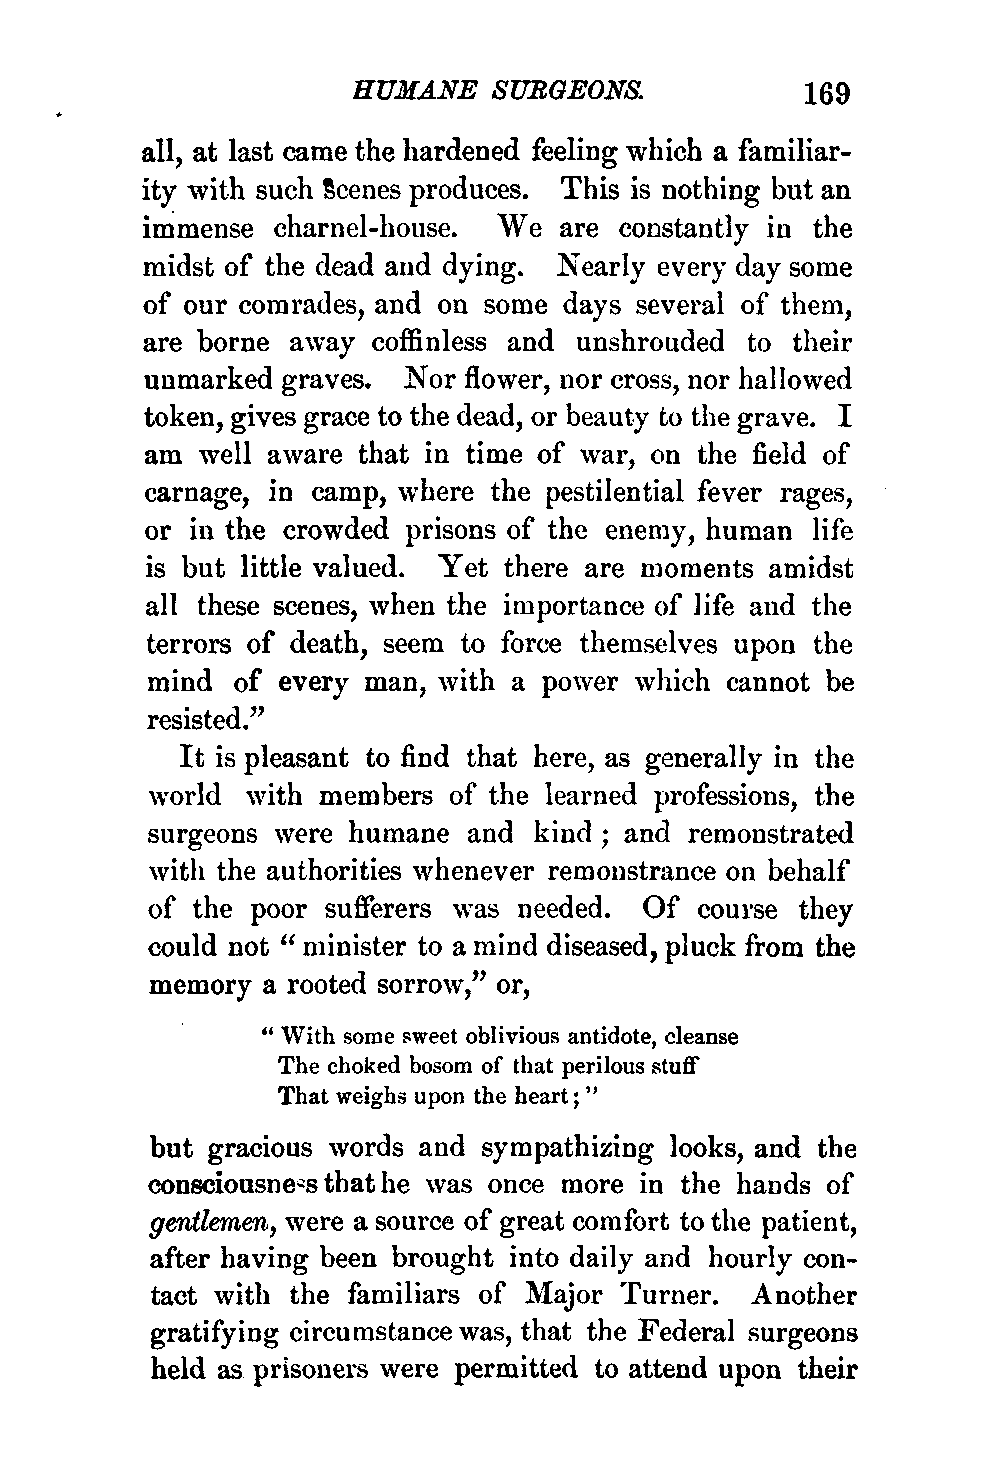 HUMANE SURGEONS. 169
all, at last came the hardened feeling which a familiar-
ity with such Scenes produces. This is nothing but an
immense charnel-house. We are constantly in the
midst of the dead and dying. Nearly every day some
of our comrades, and on some days several of them,
are borne away coffinless and unshrouded to their
unmarked graves. Nor flower, nor cross, nor hallowed
token, gives grace to the dead, or beauty to the grave. I
am well aware that in time of war, on the field of
carnage, in camp, where the pestilential fever rages,
or in the crowded prisons of the enemy, human life
is but little valued. Yet there are moments amidst
all these scenes, when the importance of life and the
terrors of death, seem to force themselves upon the
mind of every man, with a power which cannot be
resisted.”
It is pleasant to find that here, as generally in the
world with members of the learned professions, the
surgeons were humane and kind ; and remonstrated
with the authorities whenever remonstrance on behalf
of the poor sufferers was needed. Of course they
could not “ minister to a mind diseased, pluck from the
memory a rooted sorrow,” or,
“ With some sweet oblivious antidote, cleanse
The choked bosom of that perilous stuff
That weighs upon the heart ; ”
but gracious words and sympathizing looks, and the
consciousness that he was once more in the hands of
gentlemen, were a source of great comfort to the patient,
after having been brought into daily and hourly con-
tact with the familiars of Major Turner. Another
gratifying circumstance was, that the Federal surgeons
held as prisoners were permitted to attend upon their